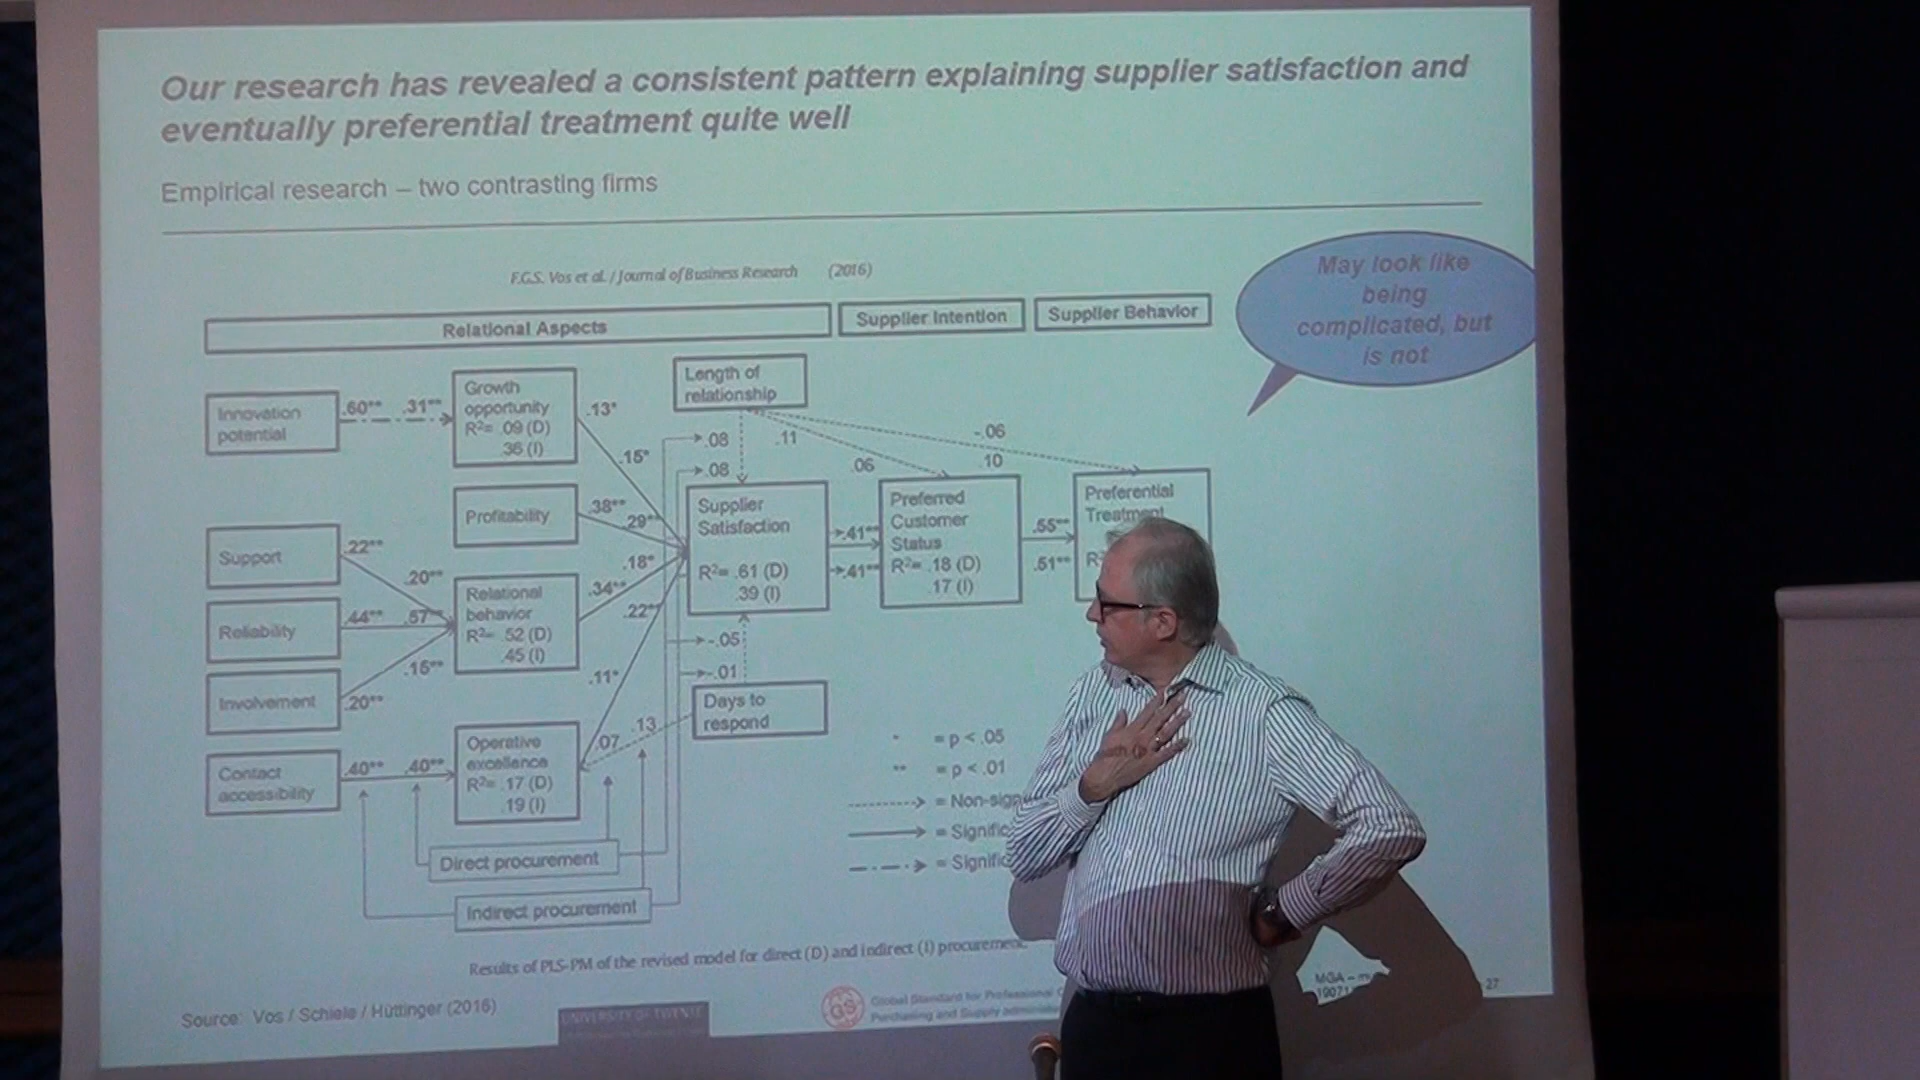 Our research has revealed a consistent pattern explaining supplier satisfaction and
eventually preferential treatment quite well
Empirical research – two contrasting firms
F.G.S. Vos et al. / Journal of Business Research (2016)
May look like
being
complicated, but
is not
Relational Aspects
Supplier Intention
Supplier Behavior
Length of
relationship
Innovation
potential
.60** .31**
Growth
opportunity
R²= .09 (D)
.36 (I)
.13*
.15*
.08
.08
.11
.06
-.06
.10
Profitability
.38**
.29**
Supplier
Satisfaction
R²= .61 (D)
.39 (I)
.41**
.41**
Preferred
Customer
Status
R²= .18 (D)
.17 (I)
.55**
.51**
Preferential
Treatment
Support
.22**
.20**
Reliability
.44** .57**
Involvement
.16**
.20**
Relational
behavior
R²= .52 (D)
.45 (I)
.18*
.34**
.22**
.11*
-.05
-.01
Days to
respond
.13
.07
Contact
accessibility
.40** .40**
Operative
excellence
R²= .17 (D)
.19 (I)
* = p < .05
** = p < .01
= Non-sign
= Signific
= Signific
Direct procurement
Indirect procurement
Results of PLS-PM of the revised model for direct (D) and indirect (I) procurement.
Source: Vos / Schiele / Hüttinger (2016)
UNIVERSITY OF TWENTE
GS
Global Standard for Professional
Purchasing and Supply
MGA –
19071
27